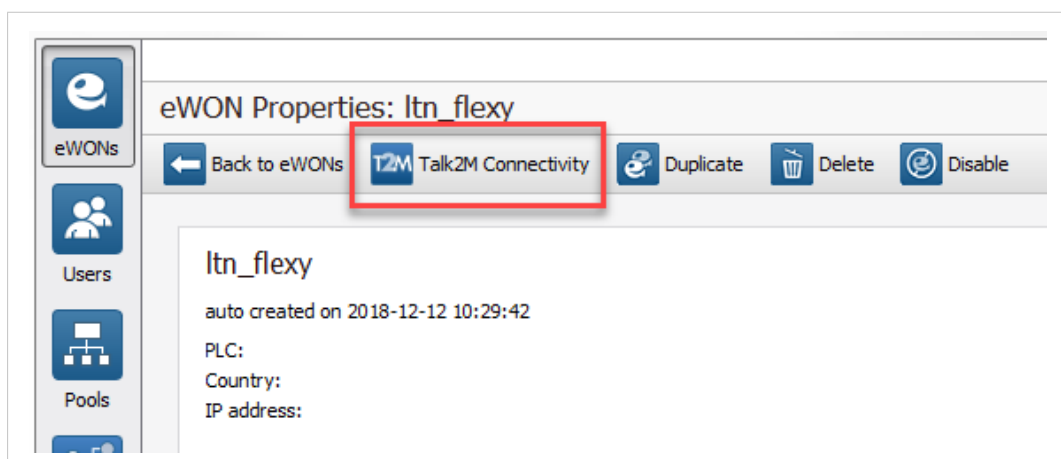 eWONs
Users
Pools
eWON Properties: ltn_flexy
Back to eWONs T2M Talk2M Connectivity Duplicate Delete Disable
ltn_flexy
auto created on 2018-12-12 10:29:42
PLC:
Country:
IP address: